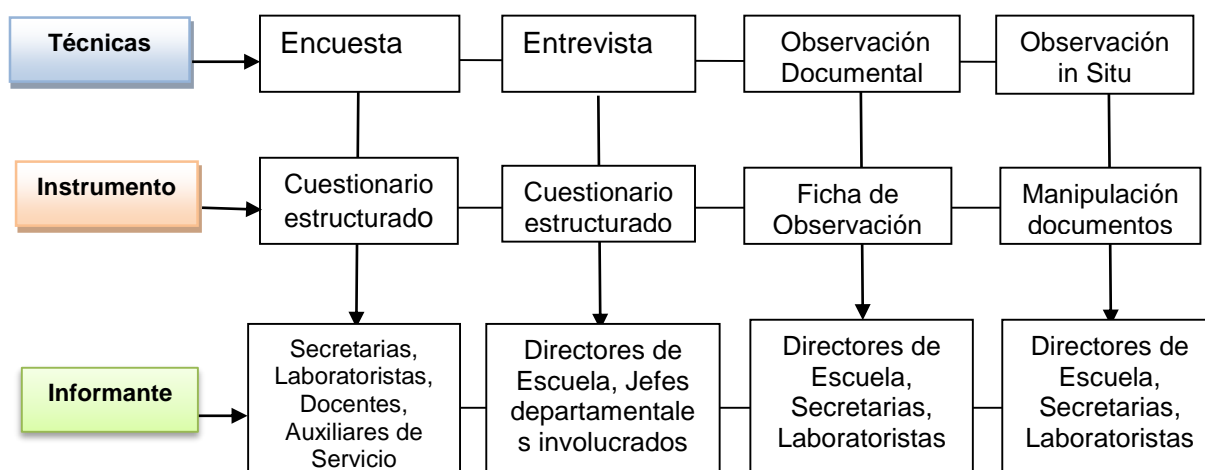 Técnicas
Encuesta
Entrevista
Observación
Documental
Observación
in Situ
Instrumento
Cuestionario
estructurado
Cuestionario
estructurado
Ficha de
Observación
Manipulación
documentos
Informante
Secretarias,
Laboratoristas,
Docentes,
Auxiliares de
Servicio
Directores de
Escuela, Jefes
departamentale
s involucrados
Directores de
Escuela,
Secretarias,
Laboratoristas
Directores de
Escuela,
Secretarias,
Laboratoristas